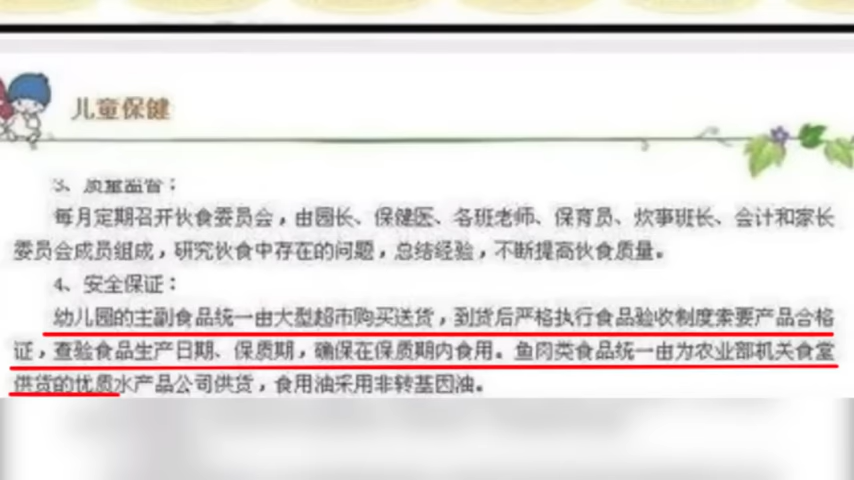 儿童保健
3、质量监督：
每月定期召开伙食委员会，由园长、保健医、各班老师、保育员、炊事班长、会计和家长
委员会成员组成，研究伙食中存在的问题，总结经验，不断提高伙食质量。
4、安全保证：
幼儿园的主副食品统一由大型超市购买送货，到货后严格执行食品验收制度索要产品合格
证，查验食品生产日期、保质期，确保在保质期内食用。鱼肉类食品统一由为农业部机关食堂
供货的优质水产品公司供货，食用油采用非转基因油。